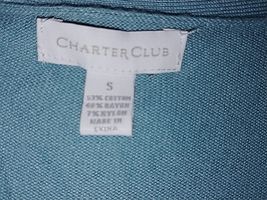 CHARTER CLUB
S
53% COTTON
40% RAYON
7% NYLON
MADE IN
CHINA